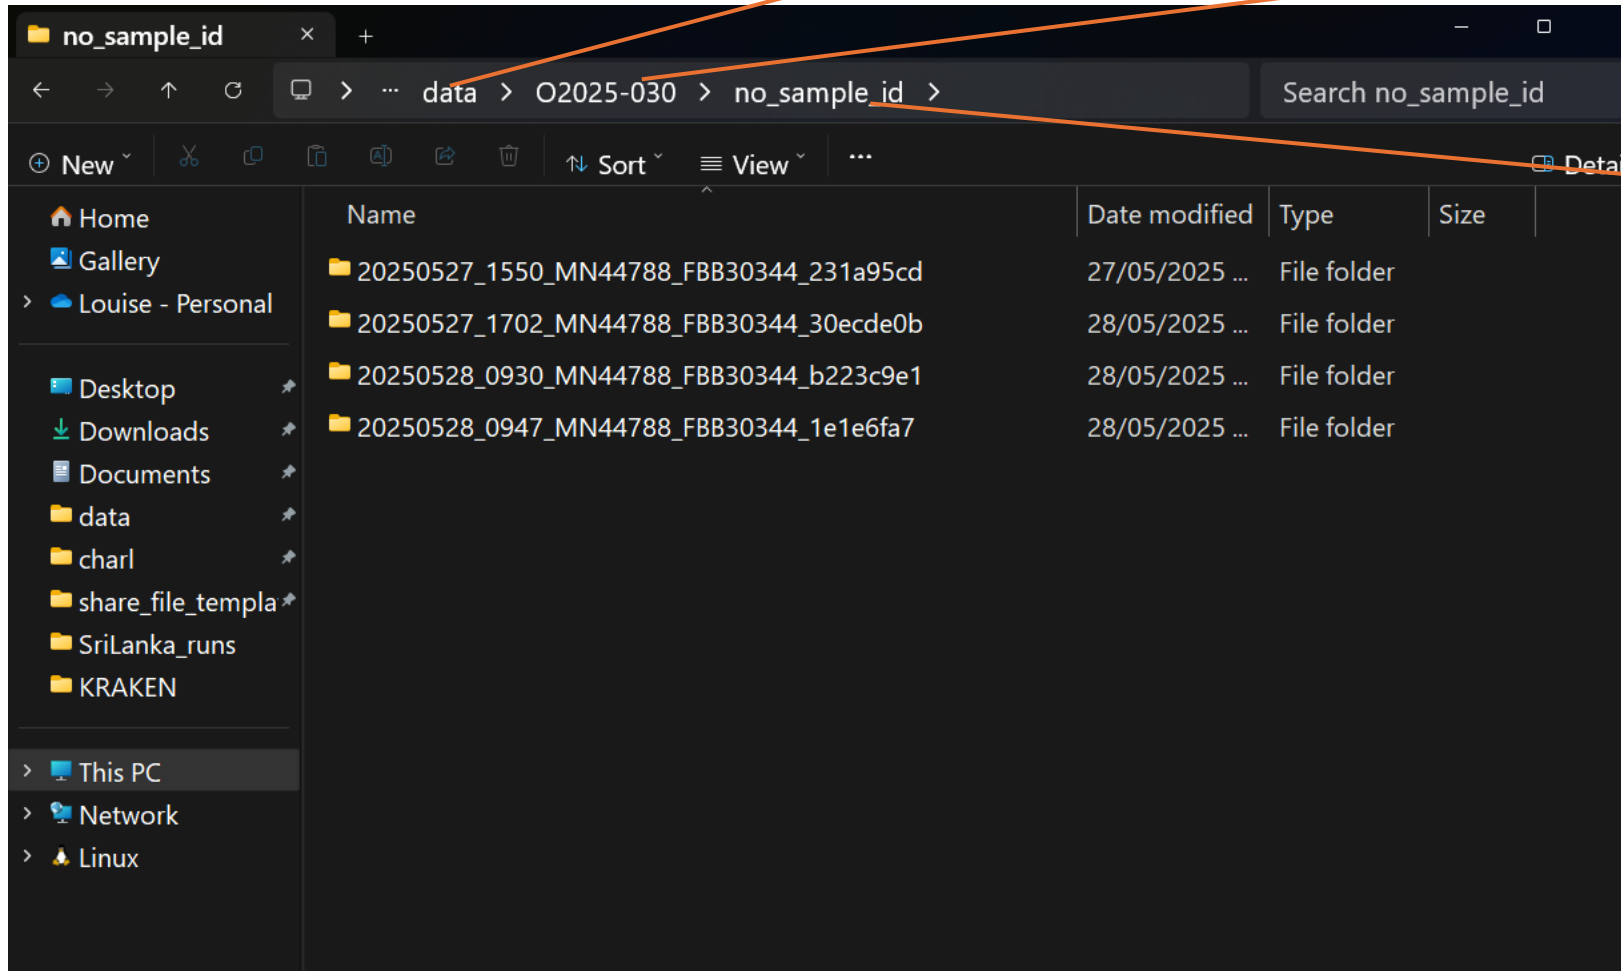 no_sample_id
data > O2025-030 > no_sample_id >
Search no_sample_id
New Sort View ...
Detai
Name Date modified Type Size
20250527_1550_MN44788_FBB30344_231a95cd 27/05/2025 ... File folder
20250527_1702_MN44788_FBB30344_30ecde0b 28/05/2025 ... File folder
20250528_0930_MN44788_FBB30344_b223c9e1 28/05/2025 ... File folder
20250528_0947_MN44788_FBB30344_1e1e6fa7 28/05/2025 ... File folder
Home
Gallery
Louise - Personal
Desktop
Downloads
Documents
data
charl
share_file_templa
SriLanka_runs
KRAKEN
This PC
Network
Linux